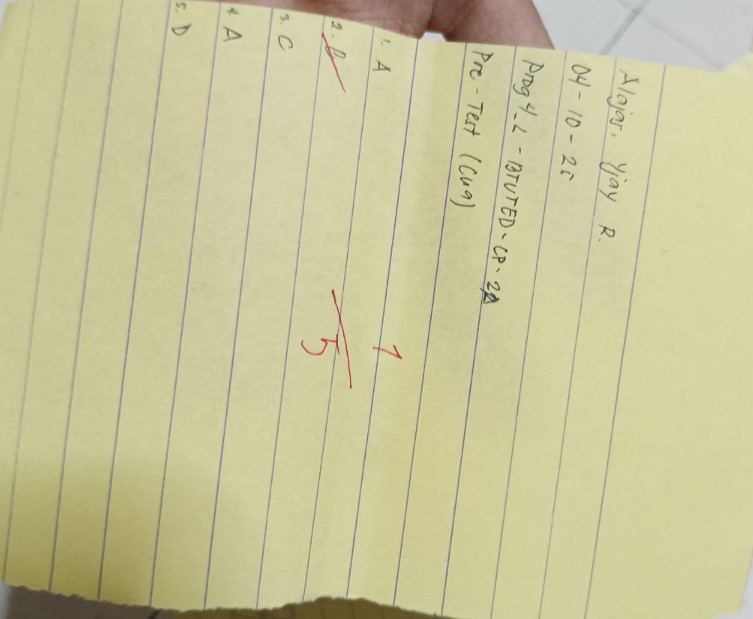 Alajar, Yjay R.
04-10-25
Prog 4_L - BTVTED - CP - 2A
Pre-Test (Cu9)
1. A
1
2. B
5
3. C
4. A
5. D